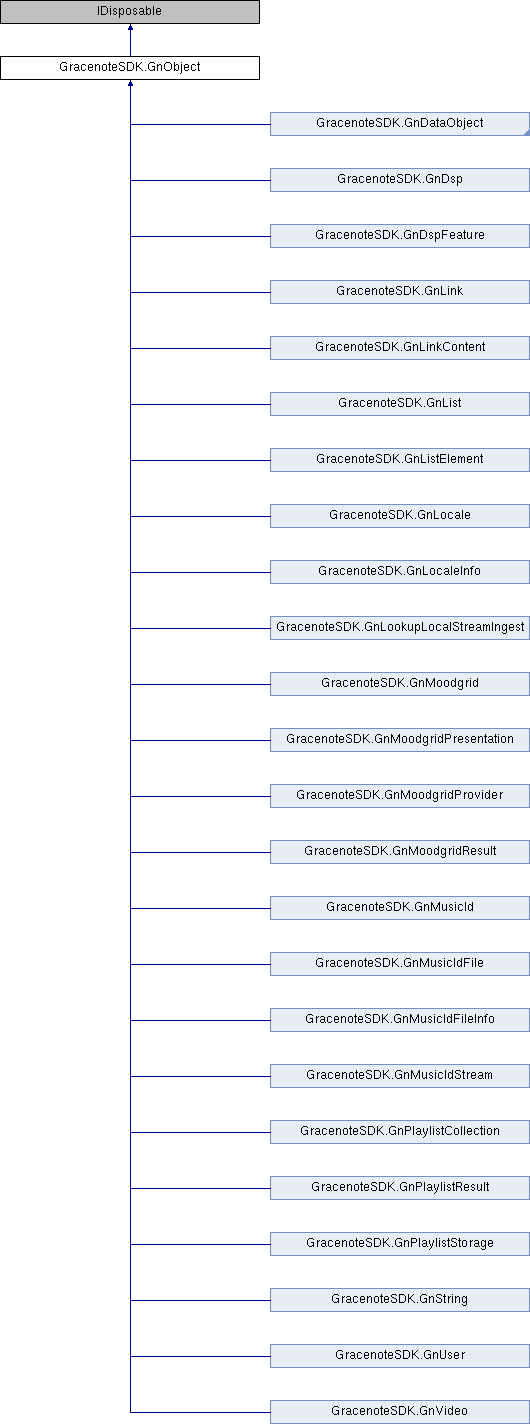 IDisposable
GracenoteSDK.GnObject
GracenoteSDK.GnDataObject
GracenoteSDK.GnDsp
GracenoteSDK.GnDspFeature
GracenoteSDK.GnLink
GracenoteSDK.GnLinkContent
GracenoteSDK.GnList
GracenoteSDK.GnListElement
GracenoteSDK.GnLocale
GracenoteSDK.GnLocaleInfo
GracenoteSDK.GnLookupLocalStreamIngest
GracenoteSDK.GnMoodgrid
GracenoteSDK.GnMoodgridPresentation
GracenoteSDK.GnMoodgridProvider
GracenoteSDK.GnMoodgridResult
GracenoteSDK.GnMusicId
GracenoteSDK.GnMusicIdFile
GracenoteSDK.GnMusicIdFileInfo
GracenoteSDK.GnMusicIdStream
GracenoteSDK.GnPlaylistCollection
GracenoteSDK.GnPlaylistResult
GracenoteSDK.GnPlaylistStorage
GracenoteSDK.GnString
GracenoteSDK.GnUser
GracenoteSDK.GnVideo